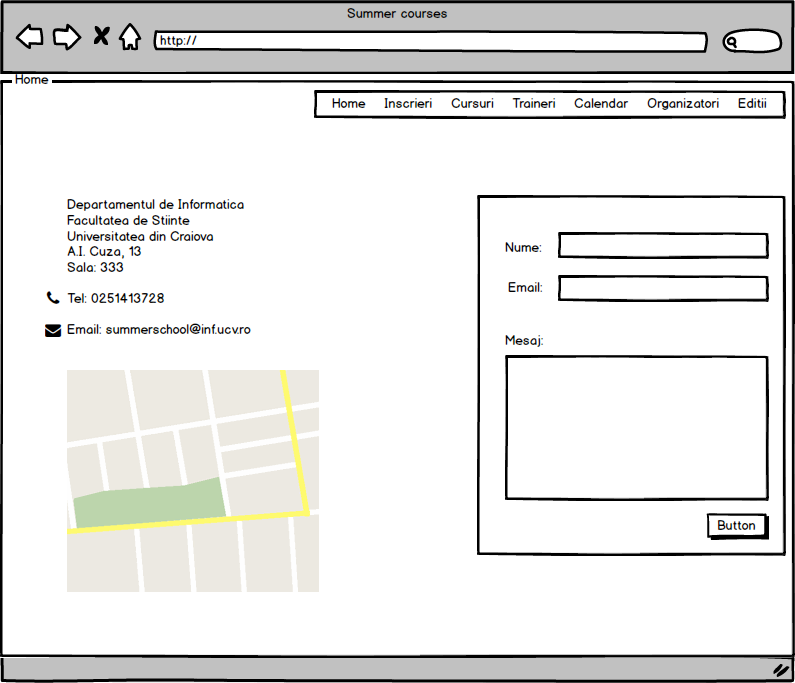 Summer courses
http://
Home
Home Inscrieri Cursuri Traineri Calendar Organizatori Editii
Departamentul de Informatica
Facultatea de Stiinte
Universitatea din Craiova
A.I. Cuza, 13
Sala: 333
Tel: 0251413728
Email: summerschool@inf.ucv.ro
Nume:
Email:
Mesaj:
Button